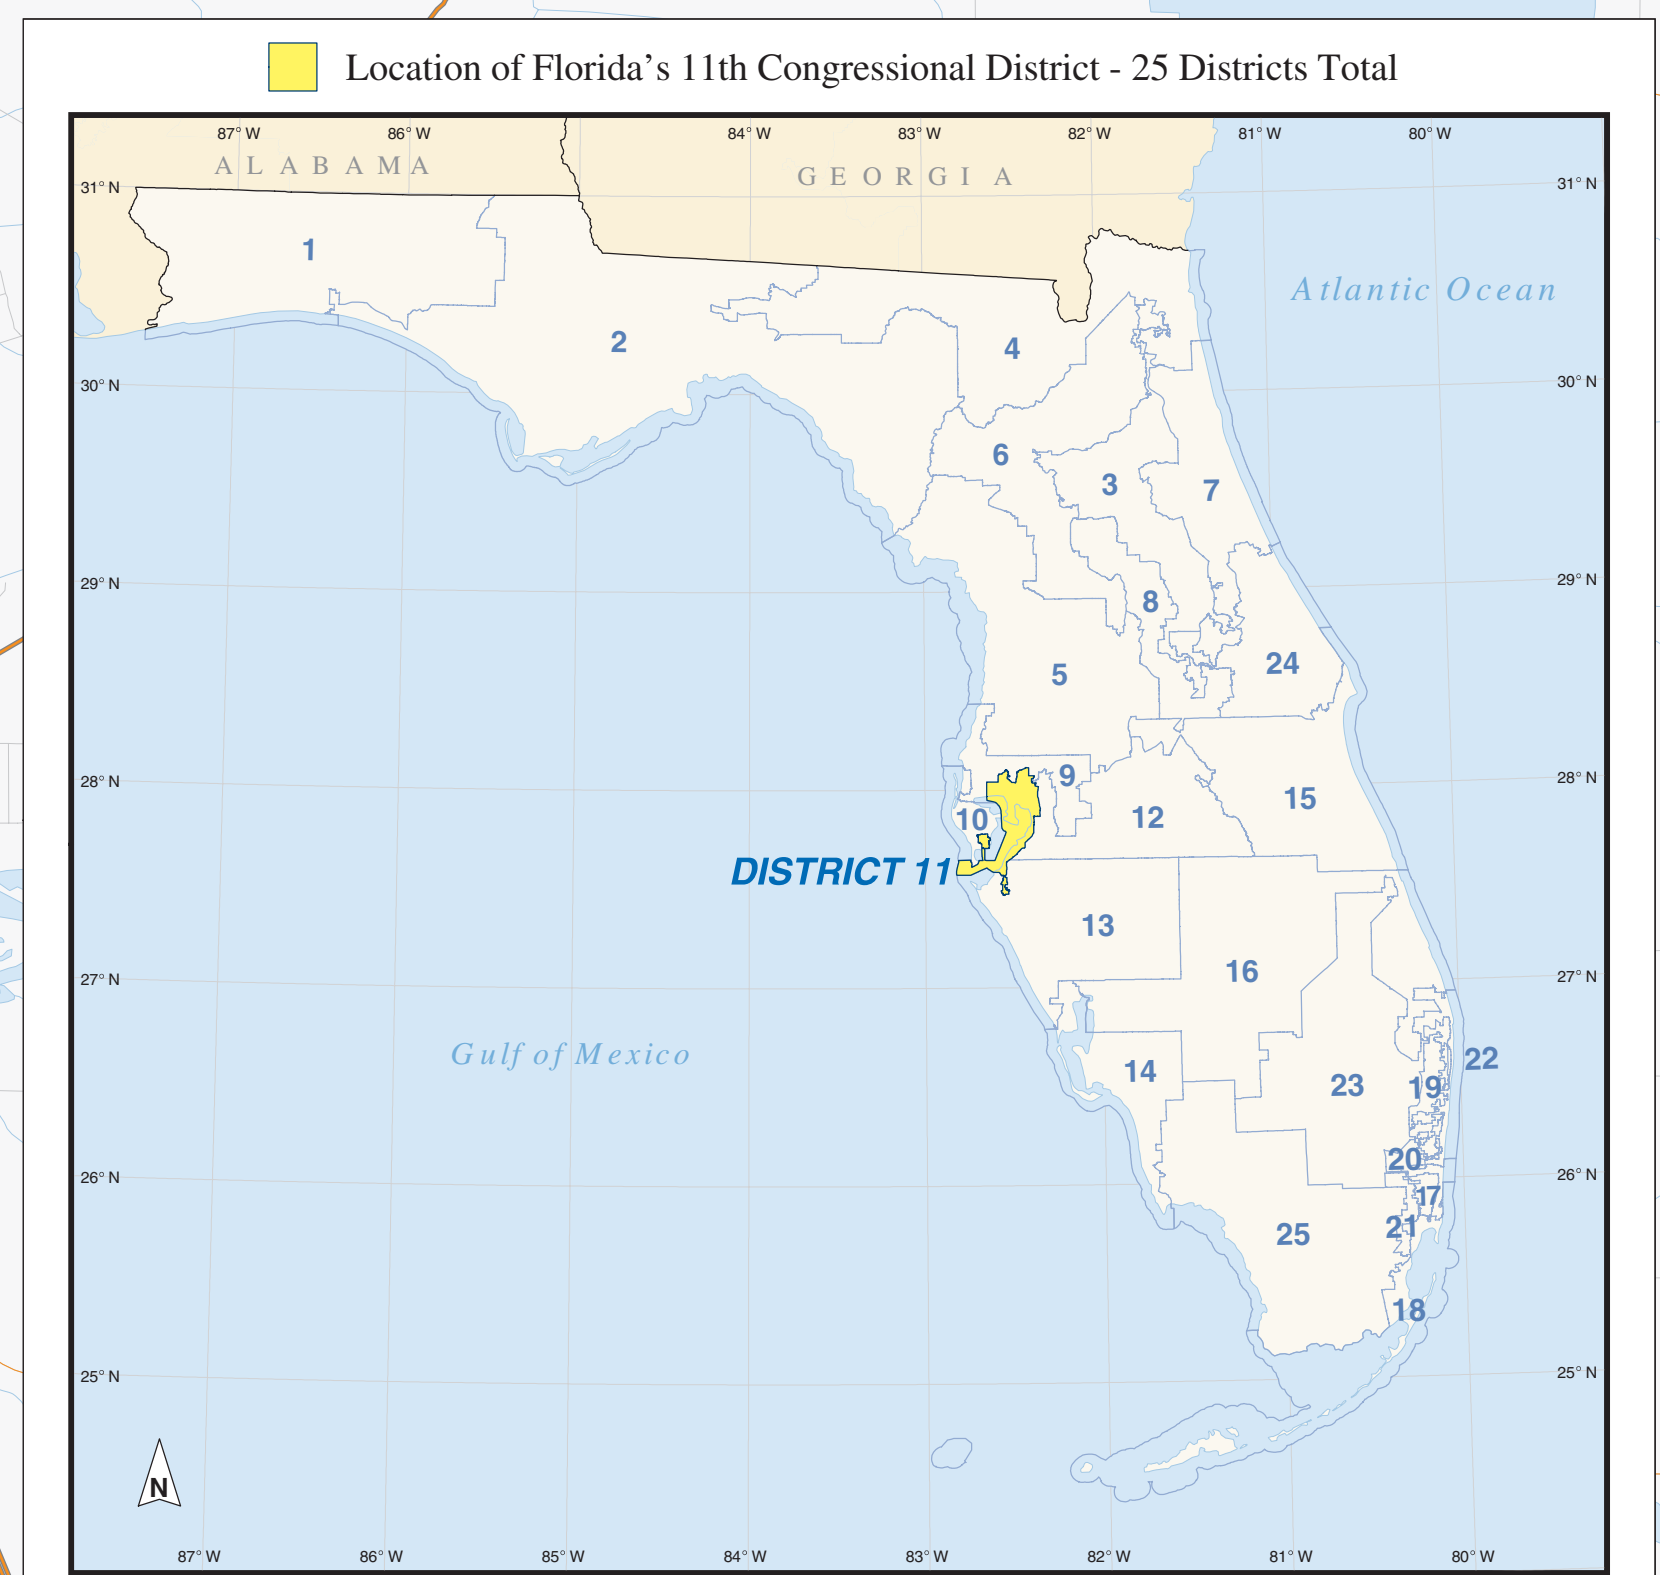 Location of Florida's 11th Congressional District - 25 Districts Total
87° W 86° W 84° W 83° W 82° W 81° W 80° W
ALABAMA
GEORGIA
31° N 31° N
1
Atlantic Ocean
2
4
30° N 30° N
6
3
7
29° N 29° N
8
24
5
28° N 28° N
9
15
10
12
DISTRICT 11
13
16
27° N 27° N
Gulf of Mexico
22
14
23
19
20
26° N 26° N
17
21
25
18
25° N 25° N
N
87° W 86° W 85° W 84° W 83° W 82° W 81° W 80° W